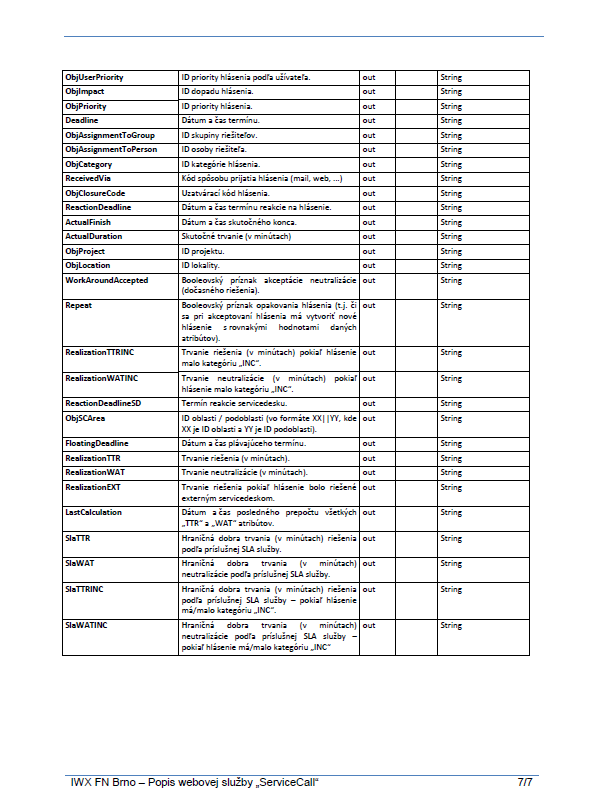 ObjUserPriority ID priority hlásenia podľa užívateľa. out String
ObjImpact ID dopadu hlásenia. out String
ObjPriority ID priority hlásenia. out String
Deadline Dátum a čas termínu. out String
ObjAssignmentToGroup ID skupiny riešiteľov. out String
ObjAssignmentToPerson ID osoby riešiteľa. out String
ObjCategory ID kategórie hlásenia. out String
ReceivedVia Kód spôsobu prijatia hlásenia (mail, web, ...) out String
ObjClosureCode Uzatvárací kód hlásenia. out String
ReactionDeadline Dátum a čas termínu reakcie na hlásenie. out String
ActualFinish Dátum a čas skutočného konca. out String
ActualDuration Skutočné trvanie (v minútach) out String
ObjProject ID projektu. out String
ObjLocation ID lokality. out String
WorkAroundAccepted Booleovský príznak akceptácie neutralizácie out String
(dočasného riešenia).
Repeat Booleovský príznak opakovania hlásenia (t.j. či out String
sa pri akceptovaní hlásenia má vytvoriť nové
hlásenie s rovnakými hodnotami daných
atribútov).
RealizationTTRINC Trvanie riešenia (v minútach) pokiaľ hlásenie out String
malo kategóriu „INC“.
RealizationWATINC Trvanie neutralizácie (v minútach) pokiaľ out String
hlásenie malo kategóriu „INC“.
ReactionDeadlineSD Termín reakcie servicedesku. out String
ObjSCArea ID oblasti / podoblasti (vo formáte XX||YY, kde out String
XX je ID oblasti a YY je ID podoblasti).
FloatingDeadline Dátum a čas plávajúceho termínu. out String
RealizationTTR Trvanie riešenia (v minútach). out String
RealizationWAT Trvanie neutralizácie (v minútach). out String
RealizationEXT Trvanie riešenia pokiaľ hlásenie bolo riešené out String
externým servicedeskom.
LastCalculation Dátum a čas posledného prepočtu všetkých out String
„TTR“ a „WAT“ atribútov.
SlaTTR Hraničná dobra trvania (v minútach) riešenia out String
podľa príslušnej SLA služby.
SlaWAT Hraničná dobra trvania (v minútach) out String
neutralizácie podľa príslušnej SLA služby.
SlaTTRINC Hraničná dobra trvania (v minútach) riešenia out String
podľa príslušnej SLA služby – pokiaľ hlásenie
má/malo kategóriu „INC“.
SlaWATINC Hraničná dobra trvania (v minútach) out String
neutralizácie podľa príslušnej SLA služby –
pokiaľ hlásenie má/malo kategóriu „INC“
IWX FN Brno – Popis webovej služby „ServiceCall“ 7/7